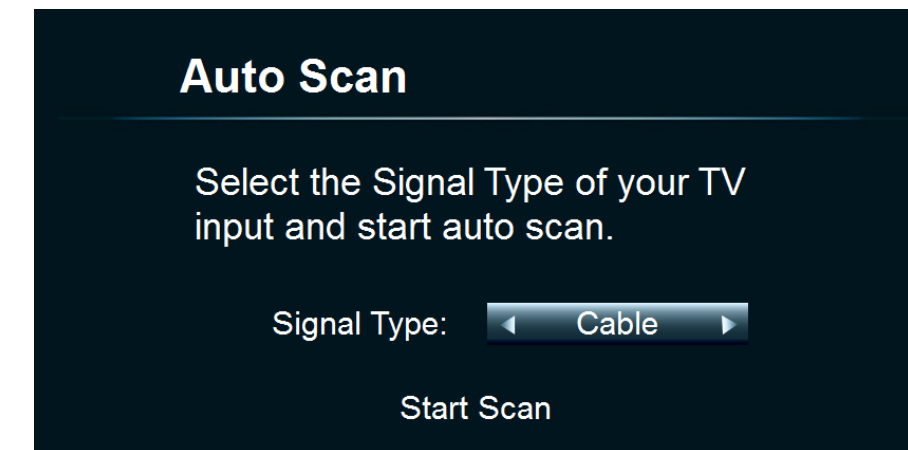 Auto Scan
Select the Signal Type of your TV
input and start auto scan.
Signal Type: Cable
Start Scan